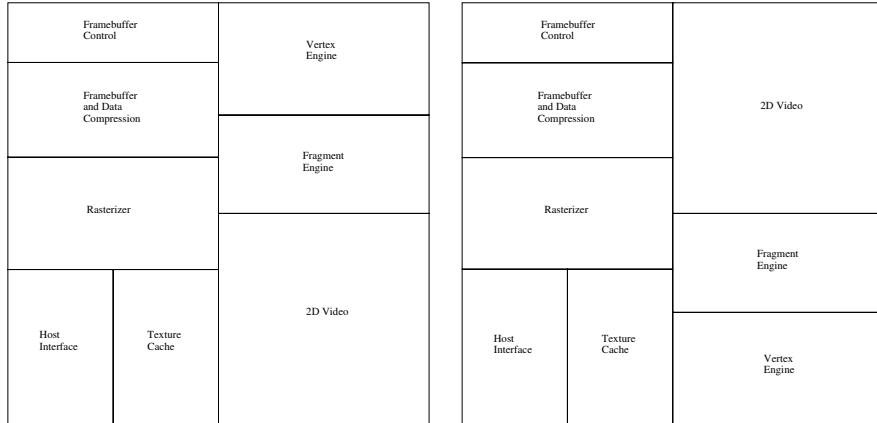 Framebuffer
Control
Vertex
Engine
Framebuffer
and Data
Compression
Fragment
Engine
Rasterizer
2D Video
Host
Interface
Texture
Cache
Framebuffer
Control
2D Video
Framebuffer
and Data
Compression
Rasterizer
Fragment
Engine
Host
Interface
Texture
Cache
Vertex
Engine